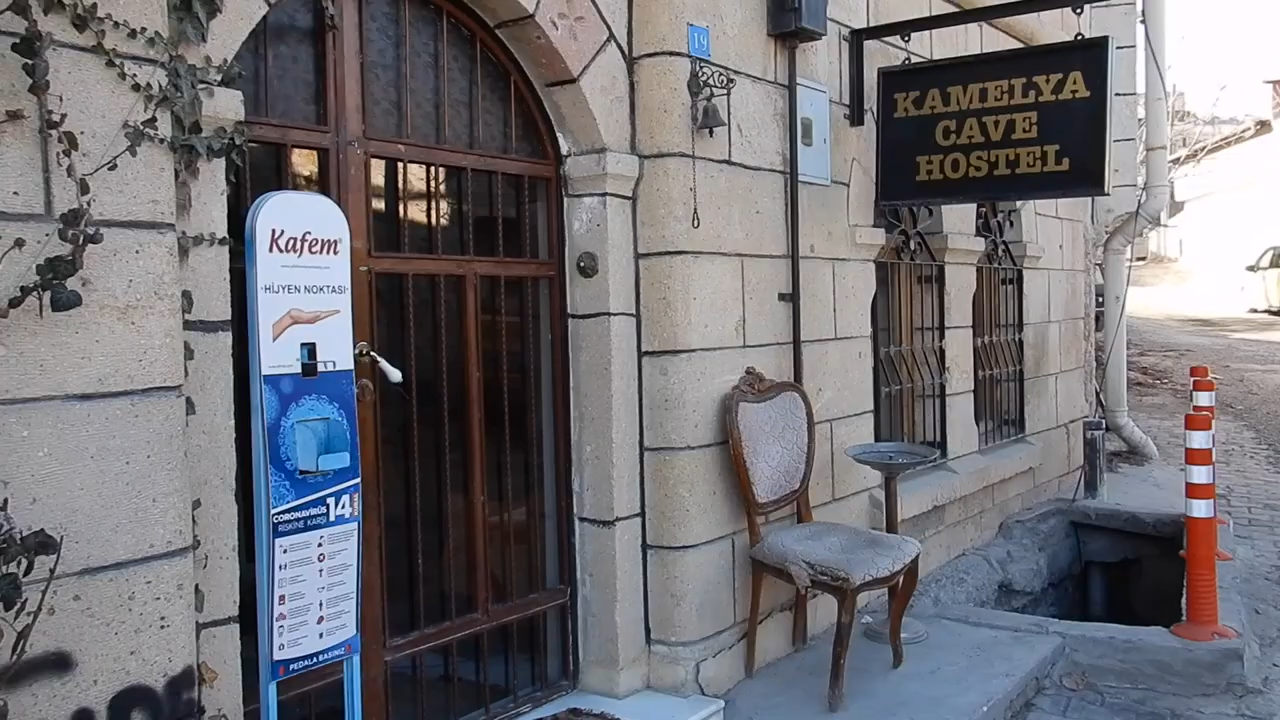 19
KAMELYA
CAVE
HOSTEL
Kafem
·HİJYEN NOKTASI·
CORONAVİRÜS
RİSKİNE KARŞI
14
KURAL
PEDALA BASINIZ